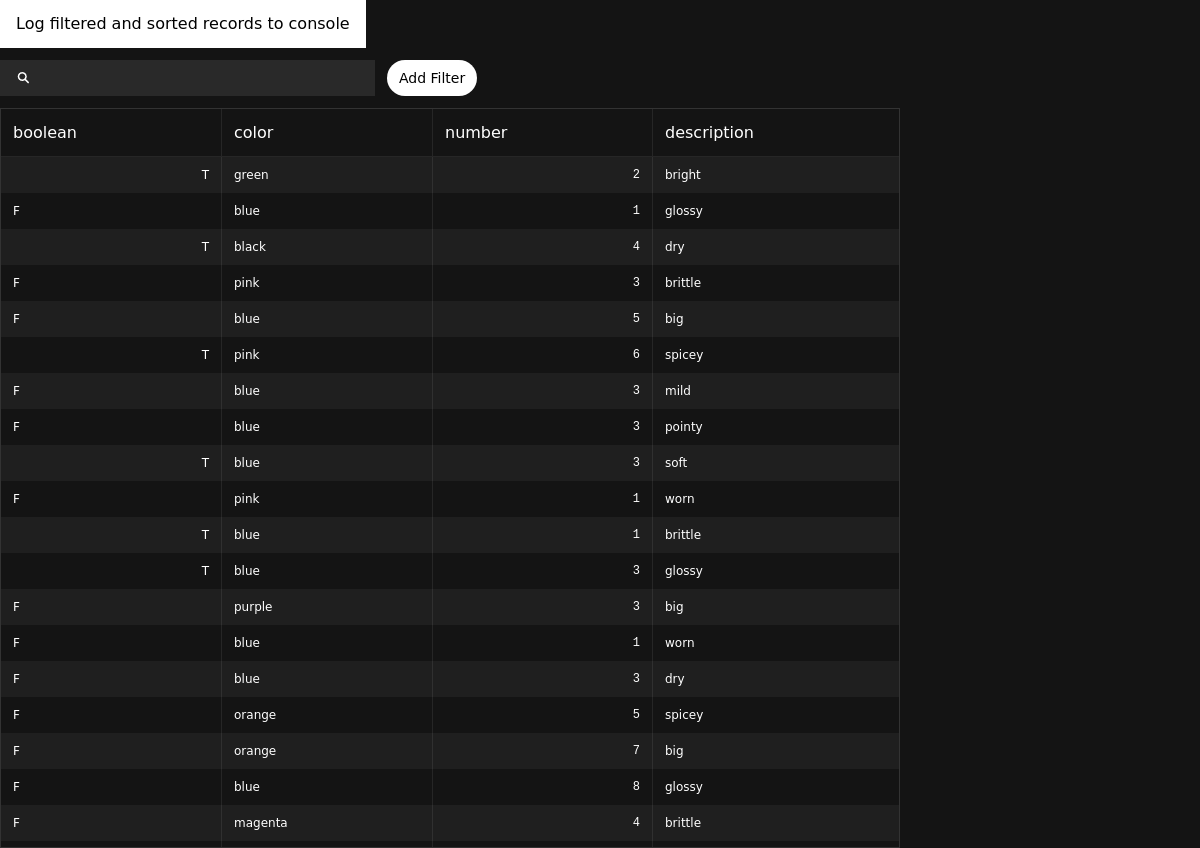 Log filtered and sorted records to console
Add Filter
boolean color number description
T green 2 bright
F blue 1 glossy
T black 4 dry
F pink 3 brittle
F blue 5 big
T pink 6 spicey
F blue 3 mild
F blue 3 pointy
T blue 3 soft
F pink 1 worn
T blue 1 brittle
T blue 3 glossy
F purple 3 big
F blue 1 worn
F blue 3 dry
F orange 5 spicey
F orange 7 big
F blue 8 glossy
F magenta 4 brittle